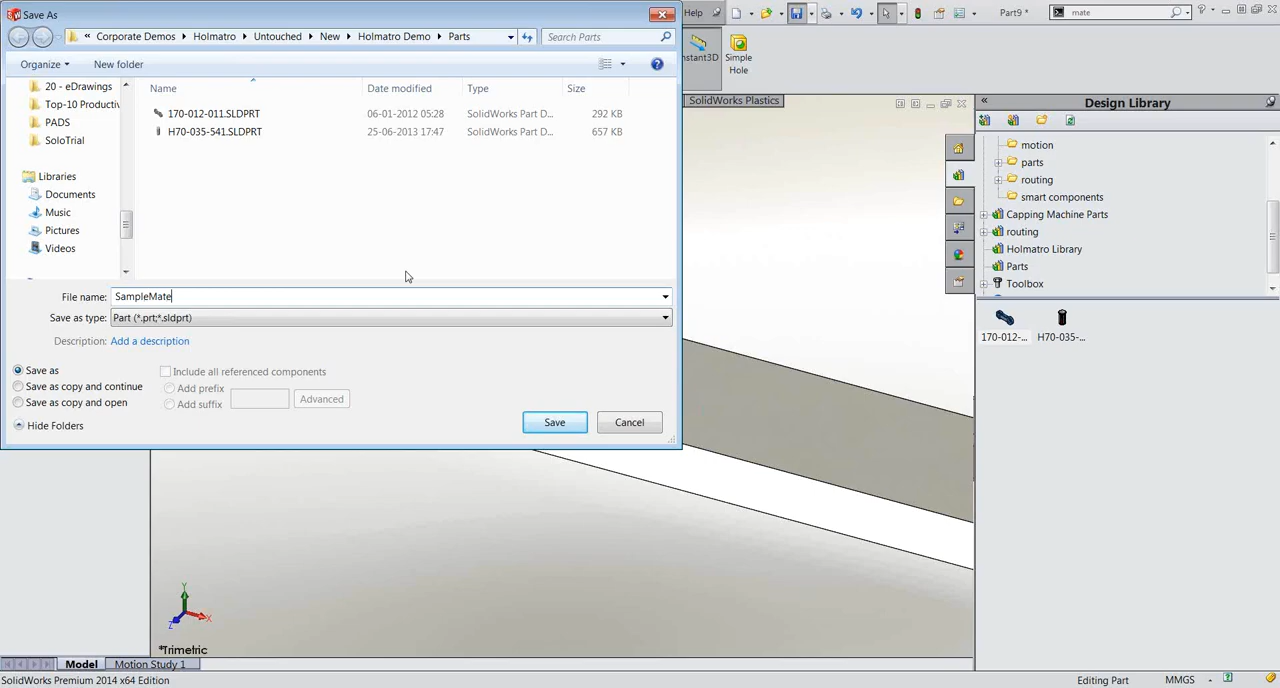 Save As
Help
Part9 *
mate
« Corporate Demos Holmatro Untouched New Holmatro Demo Parts
Search Parts
Organize
New folder
Instant3D
Simple
Hole
20 - eDrawings
Top-10 Productiv
PADS
SoloTrial
Libraries
Documents
Music
Pictures
Videos
Name Date modified Type Size
170-012-011.SLDPRT 06-01-2012 05:28 SolidWorks Part D... 292 KB
H70-035-541.SLDPRT 25-06-2013 17:47 SolidWorks Part D... 657 KB
File name: SampleMate
Save as type: Part (*.prt;*.sldprt)
Description: Add a description
Save as
Save as copy and continue
Save as copy and open
Include all referenced components
Add prefix
Add suffix
Advanced
Hide Folders
Save
Cancel
SolidWorks Plastics
Design Library
motion
parts
routing
smart components
Capping Machine Parts
routing
Holmatro Library
Parts
Toolbox
170-012-...
H70-035-...
Y
X
Z
*Trimetric
Model
Motion Study 1
SolidWorks Premium 2014 x64 Edition
Editing Part
MMGS